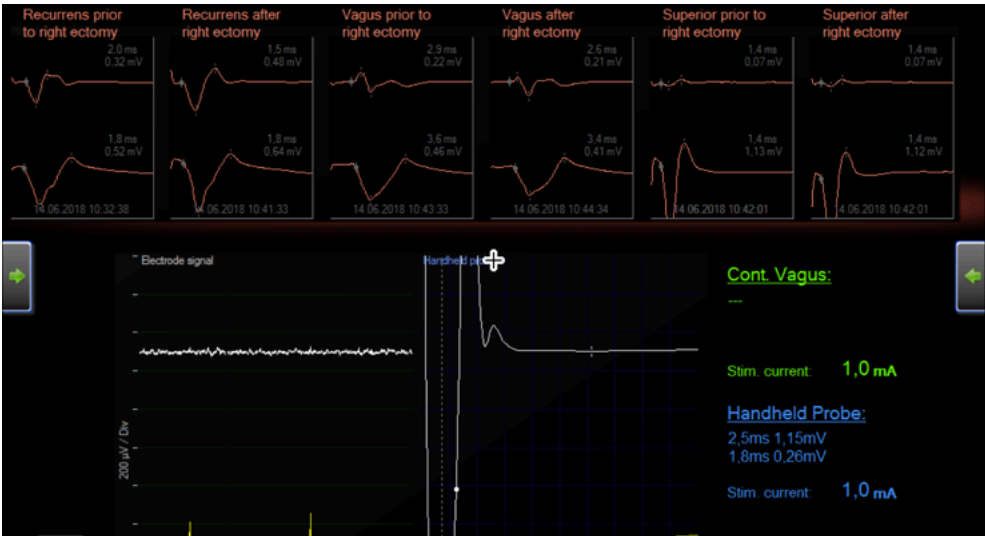 Recurrens prior
to right ectomy
Recurrens after
right ectomy
Vagus prior to
right ectomy
Vagus after
right ectomy
Superior prior to
right ectomy
Superior after
right ectomy
2,0 ms
0,32 mV
1,5 ms
0,48 mV
2,9 ms
0,22 mV
2,6 ms
0,21 mV
1,4 ms
0,07 mV
1,4 ms
0,07 mV
1,8 ms
0,52 mV
1,8 ms
0,64 mV
3,6 ms
0,46 mV
3,4 ms
0,41 mV
1,4 ms
1,13 mV
1,4 ms
1,12 mV
14.06.2018 10:32:38
14.06.2018 10:41:33
14.06.2018 10:43:33
14.06.2018 10:44:34
14.06.2018 10:42:01
4.06.2018 10:42:01
Electrode signal
Handheld
200 µV / Div
Cont. Vagus:
---
Stim. current: 1,0 mA
Handheld Probe:
2,5ms 1,15mV
1,8ms 0,26mV
Stim. current: 1,0 mA